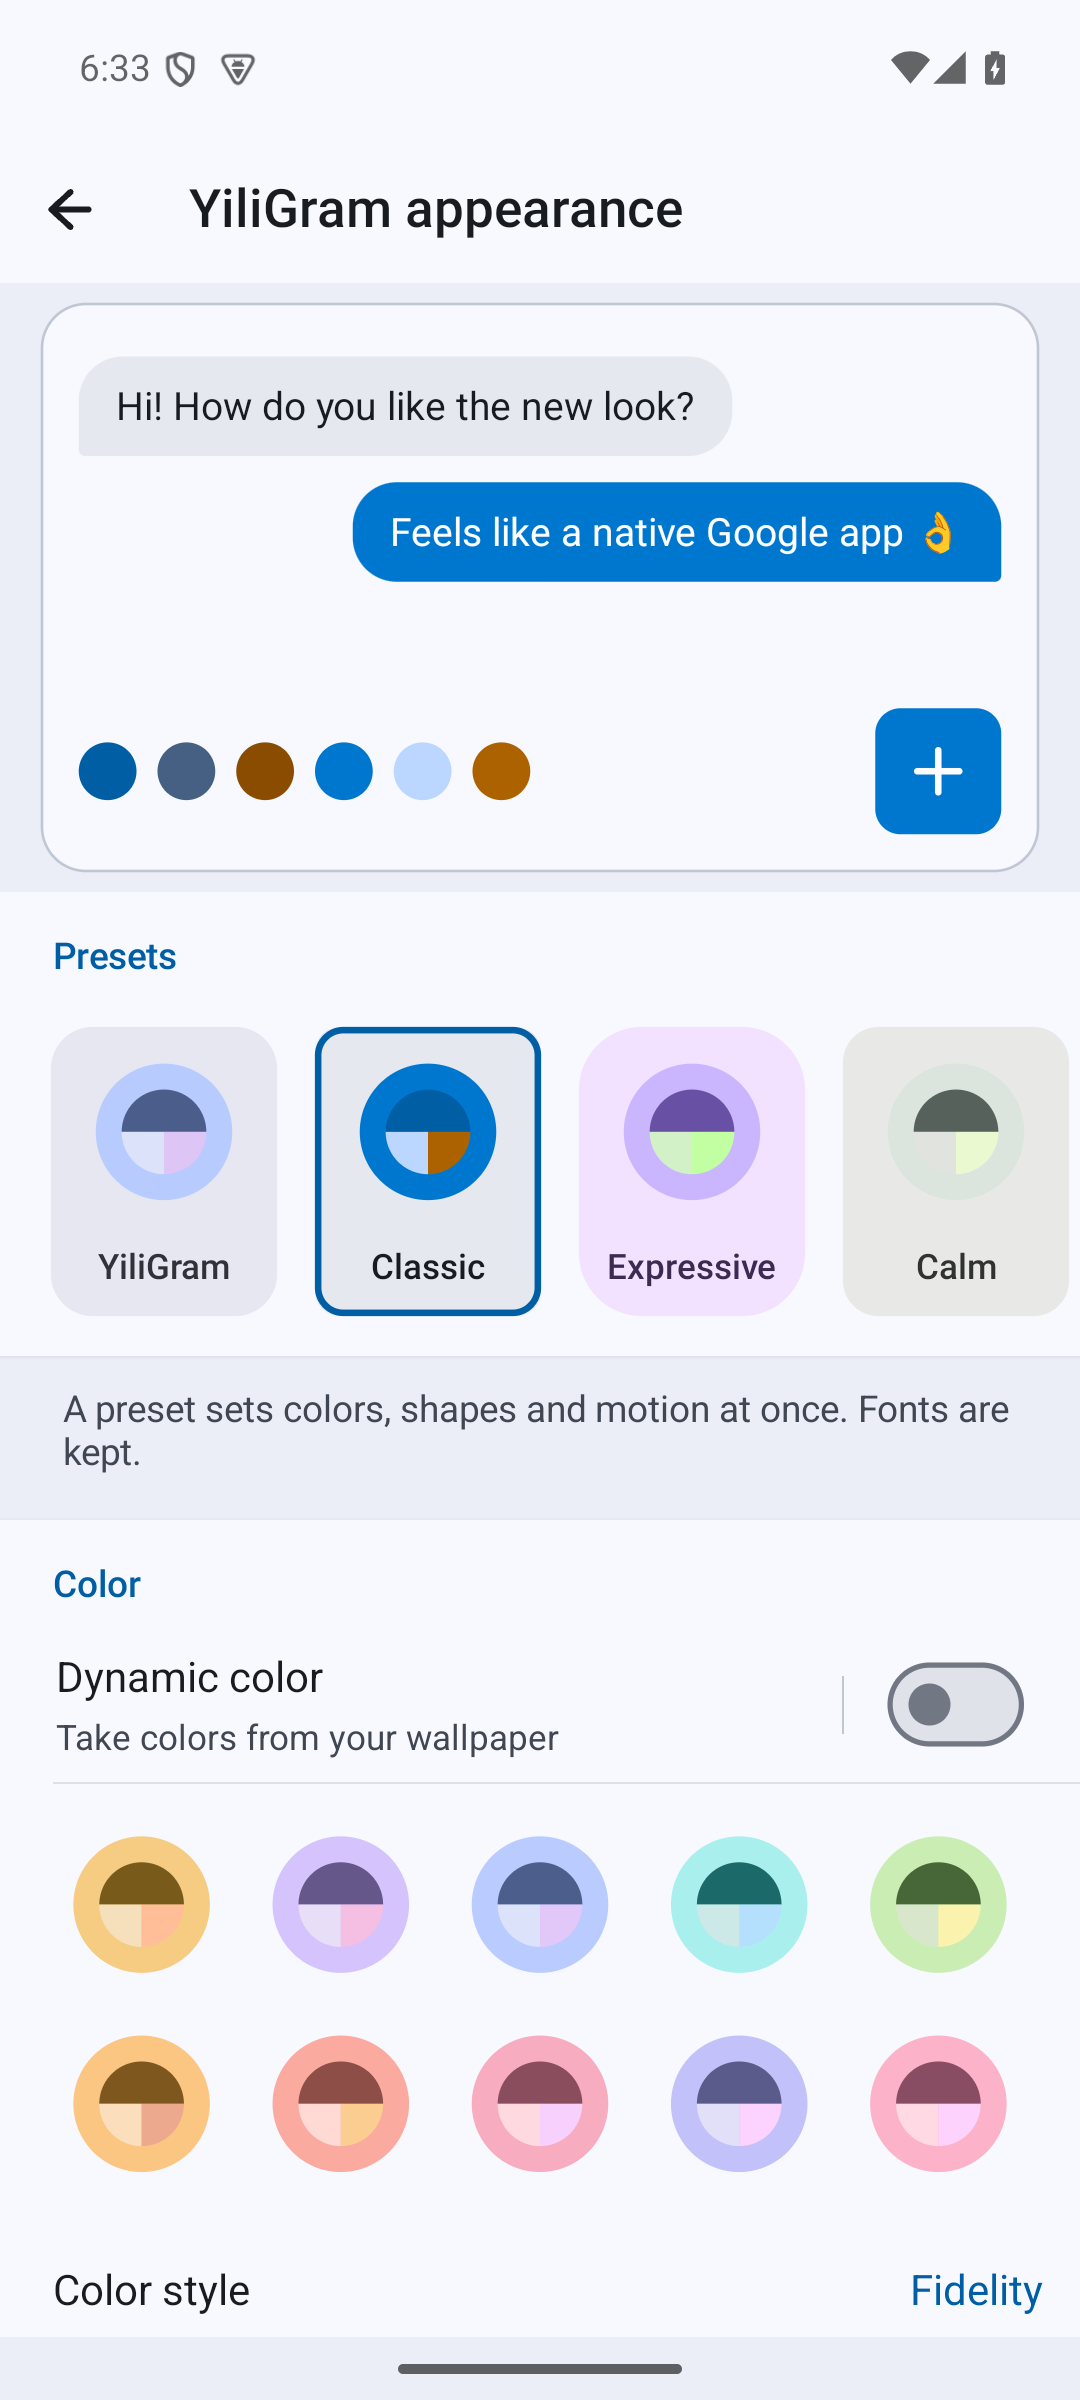 6:33
YiliGram appearance
Hi! How do you like the new look?
Feels like a native Google app 👌
Presets
YiliGram
Classic
Expressive
Calm
A preset sets colors, shapes and motion at once. Fonts are
kept.
Color
Dynamic color
Take colors from your wallpaper
Color style
Fidelity